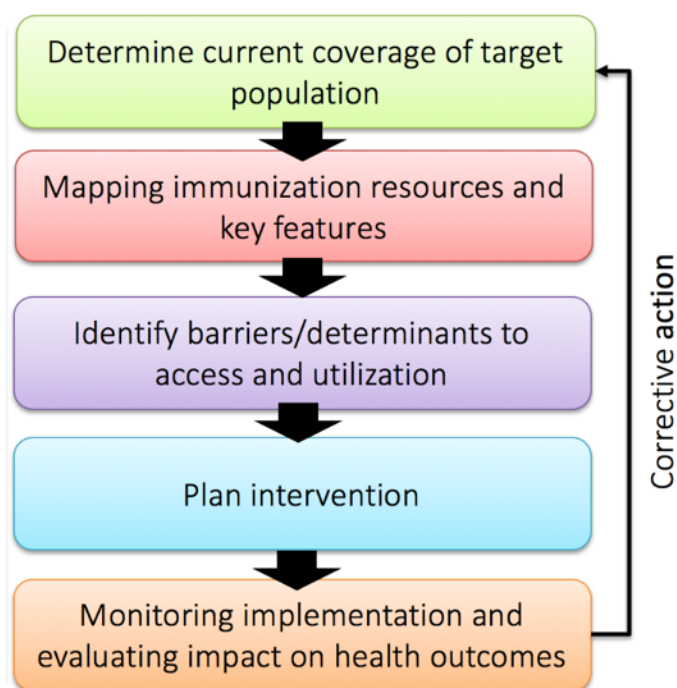 Determine current coverage of target
population
Mapping immunization resources and
key features
Identify barriers/determinants to
access and utilization
Plan intervention
Monitoring implementation and
evaluating impact on health outcomes
Corrective action